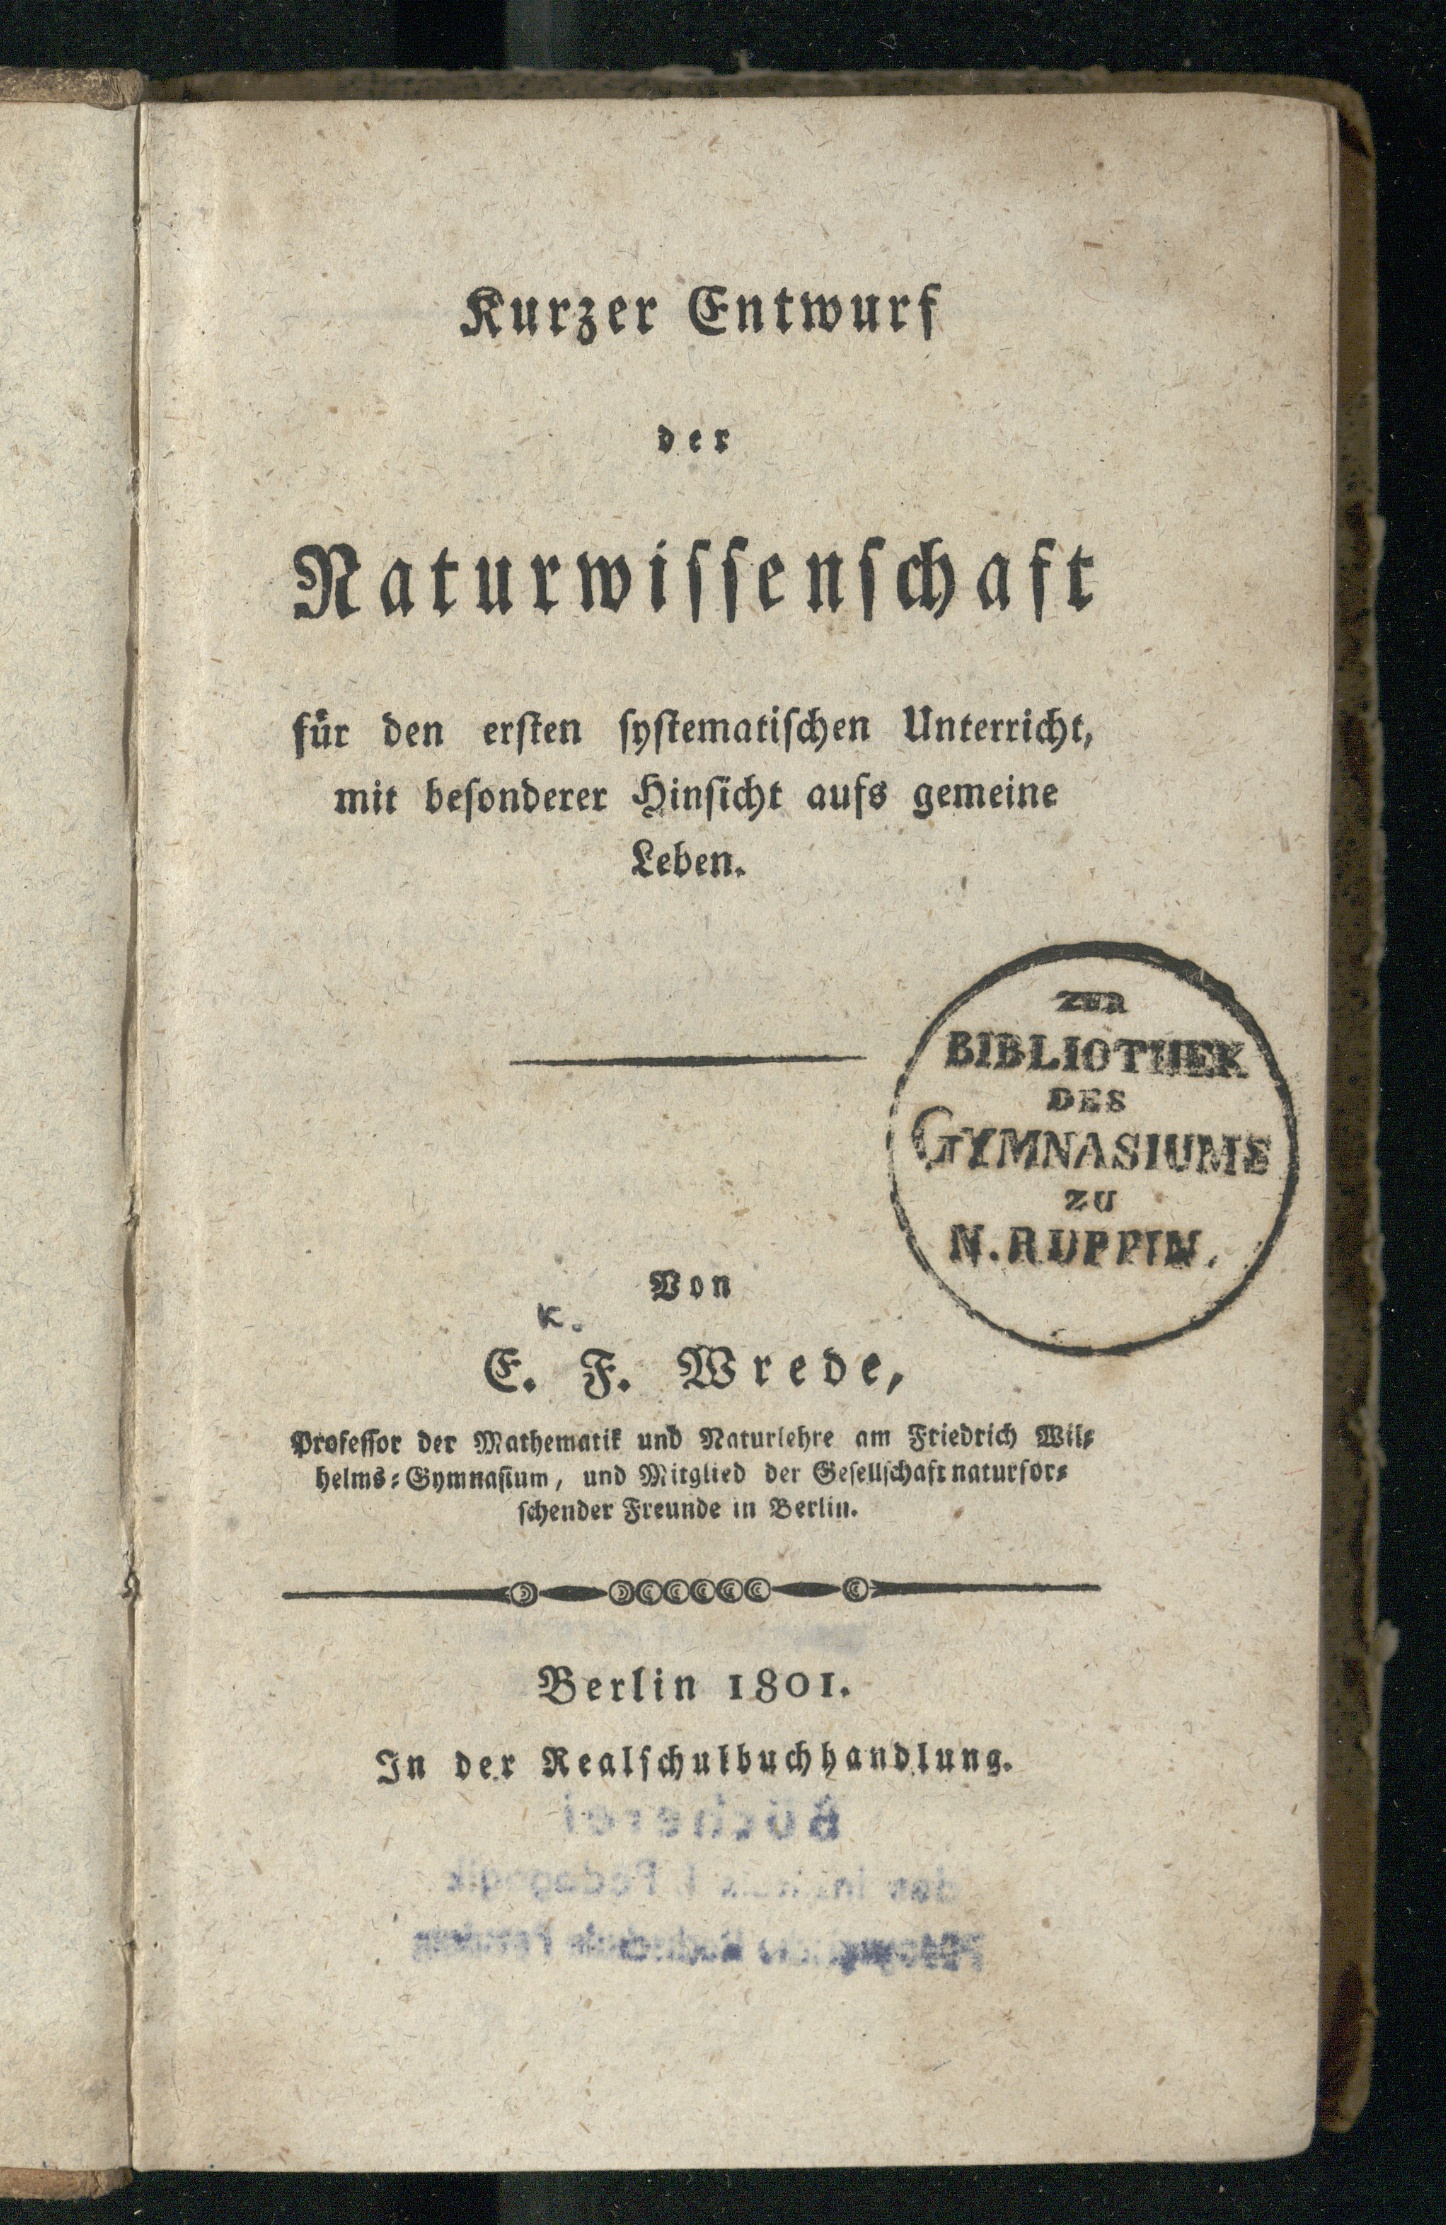 Kurzer Entwurf
der
Naturwissenschaft
für den ersten systematischen Unterricht,
mit besonderer Hinsicht aufs gemeine
Leben.
ZUR
BIBLIOTHEK
DES
GYMNASIUMS
ZU
N. RUPPIN.
Von
K.
E. F. Wrede,
Professor der Mathematik und Naturlehre am Friedrich Wil-
helms-Gymnasium, und Mitglied der Gesellschaft naturfor-
schender Freunde in Berlin.
Berlin 1801.
In der Realschulbuchhandlung.
Bücherei